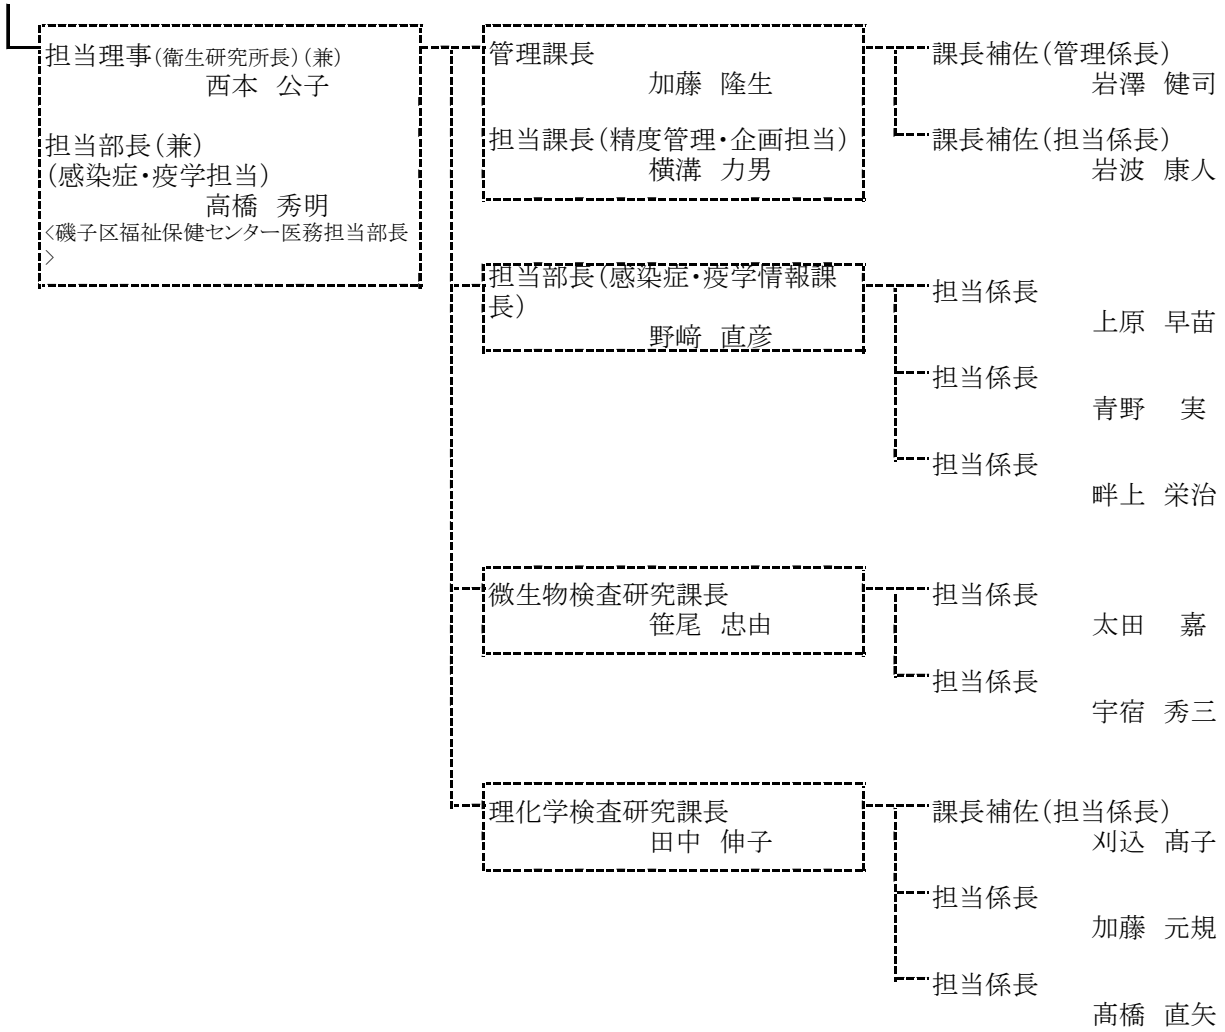 担当理事(衛生研究所長)(兼)
西本 公子
担当部長(兼)
(感染症・疫学担当)
高橋 秀明
<磯子区福祉保健センター医務担当部長
>
管理課長
加藤 隆生
担当課長(精度管理・企画担当)
横溝 力男
課長補佐(管理係長)
岩澤 健司
課長補佐(担当係長)
岩波 康人
担当部長(感染症・疫学情報課
長)
野﨑 直彦
担当係長
上原 早苗
担当係長
青野 実
担当係長
畔上 栄治
微生物検査研究課長
笹尾 忠由
担当係長
太田 嘉
担当係長
宇宿 秀三
理化学検査研究課長
田中 伸子
課長補佐(担当係長)
刈込 髙子
担当係長
加藤 元規
担当係長
髙橋 直矢